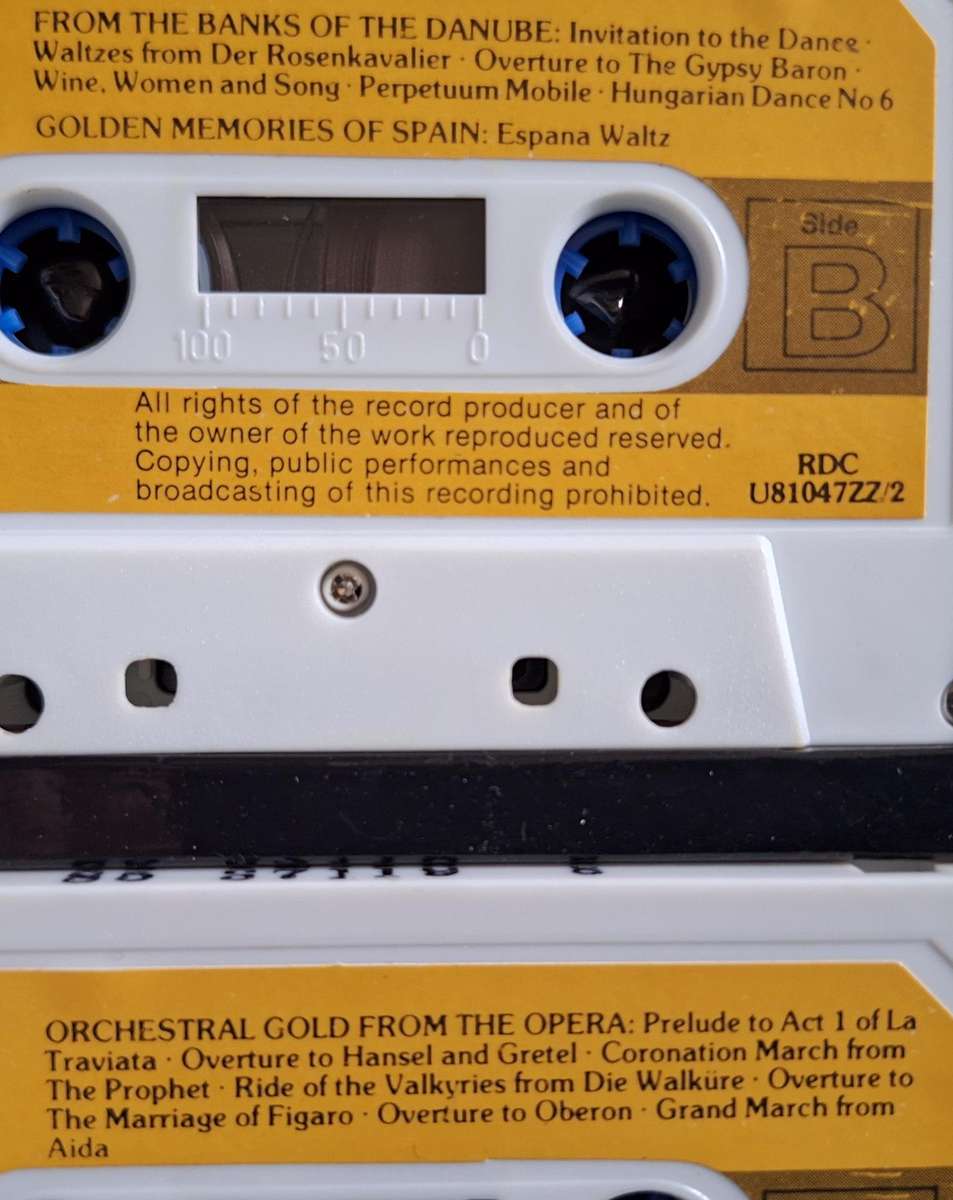 FROM THE BANKS OF THE DANUBE: Invitation to the Dance ·
Waltzes from Der Rosenkavalier · Overture to The Gypsy Baron ·
Wine, Women and Song · Perpetuum Mobile · Hungarian Dance No 6
GOLDEN MEMORIES OF SPAIN: Espana Waltz
Side
B
100 50 0
All rights of the record producer and of
the owner of the work reproduced reserved.
Copying, public performances and
broadcasting of this recording prohibited.
RDC
U81047ZZ/2
ORCHESTRAL GOLD FROM THE OPERA: Prelude to Act 1 of La
Traviata · Overture to Hansel and Gretel · Coronation March from
The Prophet · Ride of the Valkyries from Die Walküre · Overture to
The Marriage of Figaro · Overture to Oberon · Grand March from
Aida